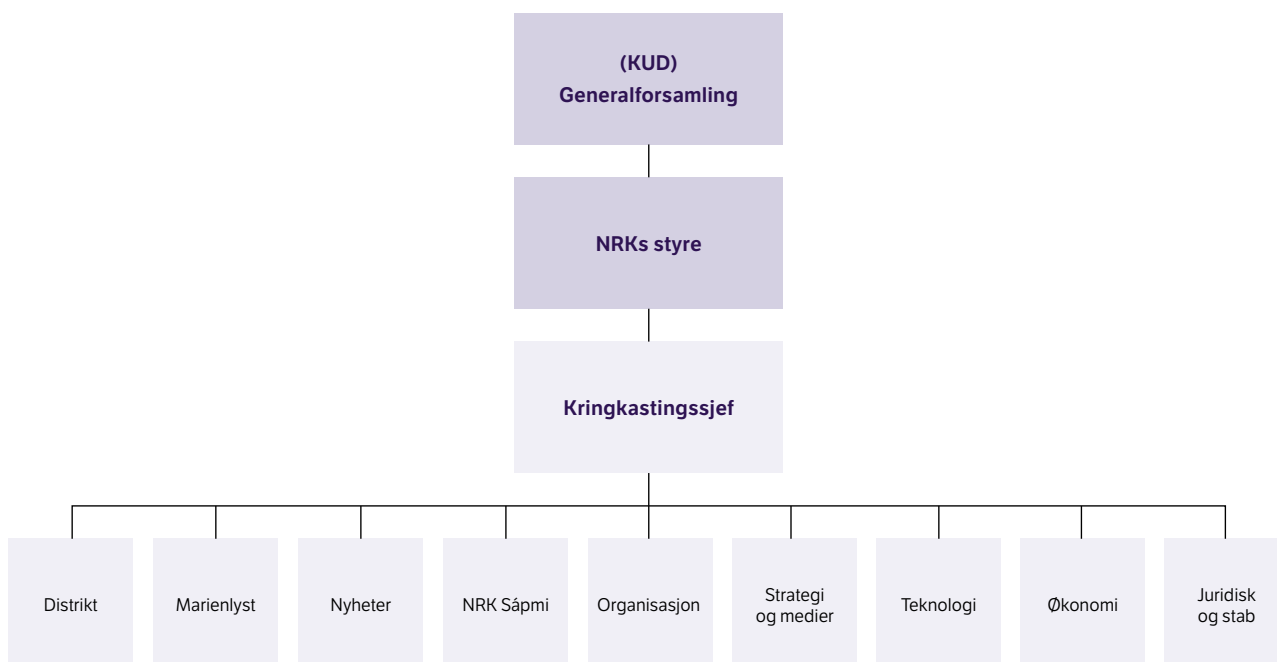 (KUD)
Generalforsamling
NRKs styre
Kringkastingssjef
Distrikt
Marienlyst
Nyheter
NRK Sápmi
Organisasjon
Strategi
og medier
Teknologi
Økonomi
Juridisk
og stab